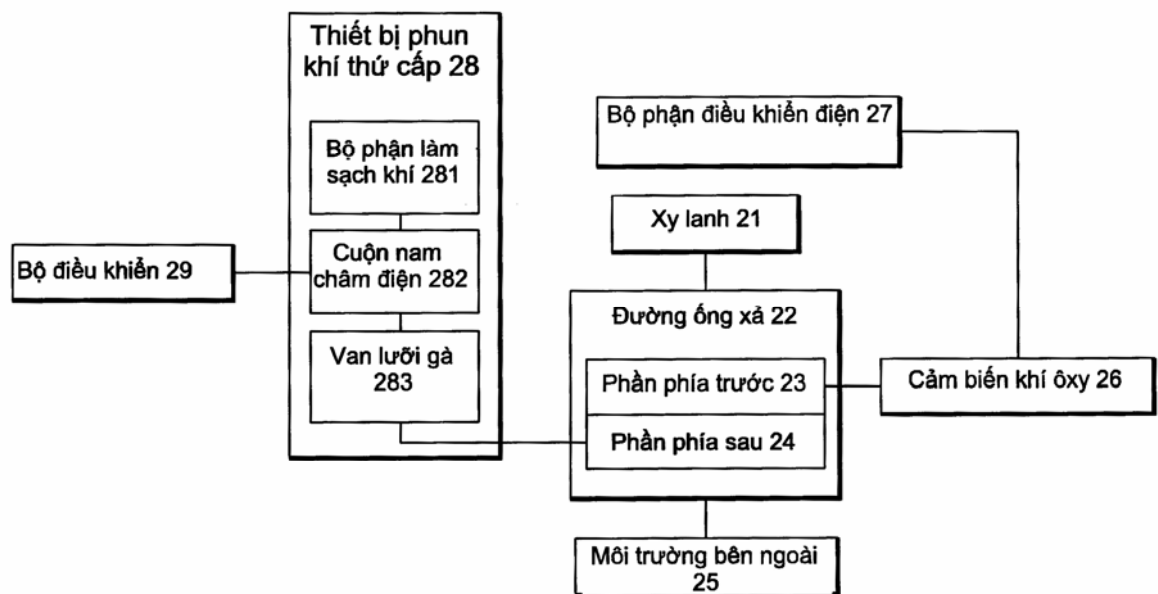 Thiết bị phun
khí thứ cấp 28
Bộ phận làm
sạch khí 281
Cuộn nam
châm điện 282
Van lưỡi gà
283
Bộ điều khiển 29
Bộ phận điều khiển điện 27
Xy lanh 21
Đường ống xả 22
Phần phía trước 23
Phần phía sau 24
Cảm biến khí ôxy 26
Môi trường bên ngoài
25